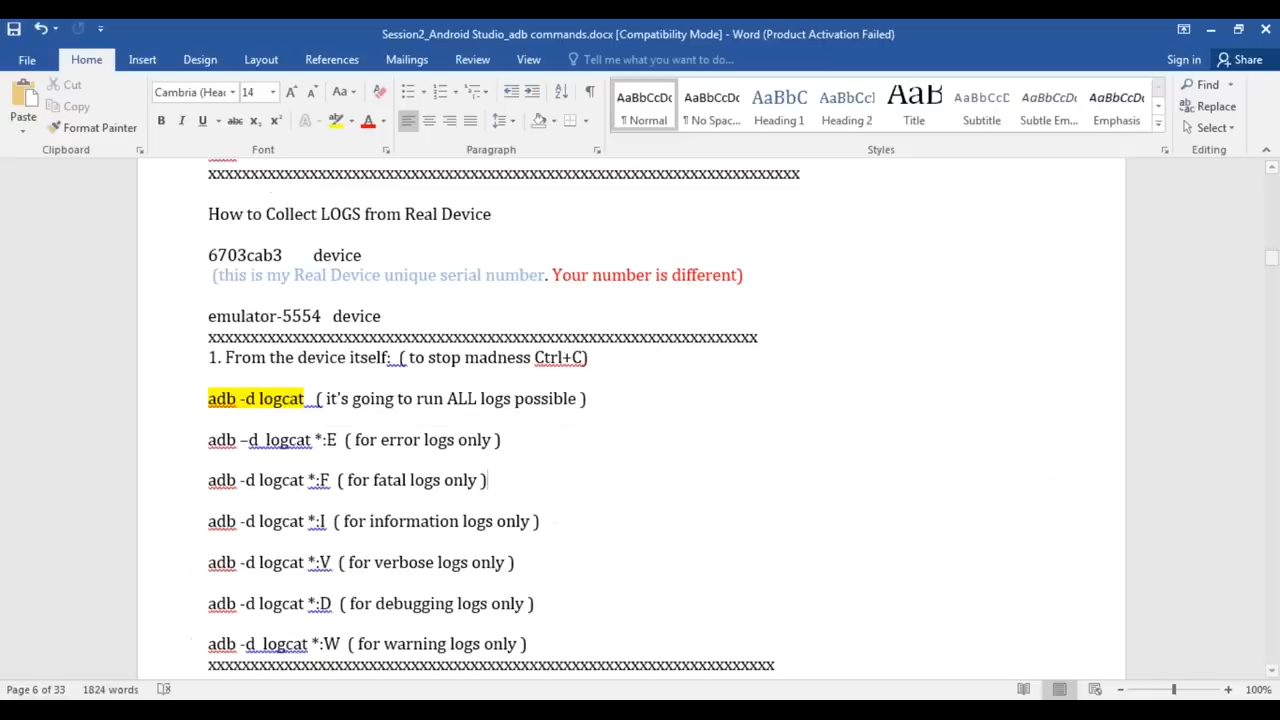 Session2_Android Studio_adb commands.docx [Compatibility Mode] - Word (Product Activation Failed)
File Home Insert Design Layout References Mailings Review View Tell me what you want to do... Sign in Share
Paste Cut Copy Format Painter
Cambria (Head 14
Find Replace Select
AaBbCcDc AaBbCcDc AaBbC AaBbCcC AaB AaBbCcD AaBbCcDc AaBbCcDc
¶ Normal ¶ No Spac... Heading 1 Heading 2 Title Subtitle Subtle Em... Emphasis
Clipboard Font Paragraph Styles Editing
xxxxxxxxxxxxxxxxxxxxxxxxxxxxxxxxxxxxxxxxxxxxxxxxxxxxxxxxxxxxxxxxxxxxxx
How to Collect LOGS from Real Device
6703cab3 device
(this is my Real Device unique serial number. Your number is different)
emulator-5554 device
xxxxxxxxxxxxxxxxxxxxxxxxxxxxxxxxxxxxxxxxxxxxxxxxxxxxxxxxxxxxxxxxx
1. From the device itself: ( to stop madness Ctrl+C)
adb -d logcat ( it's going to run ALL logs possible )
adb –d logcat *:E ( for error logs only )
adb -d logcat *:F ( for fatal logs only )
adb -d logcat *:I ( for information logs only )
adb -d logcat *:V ( for verbose logs only )
adb -d logcat *:D ( for debugging logs only )
adb -d logcat *:W ( for warning logs only )
xxxxxxxxxxxxxxxxxxxxxxxxxxxxxxxxxxxxxxxxxxxxxxxxxxxxxxxxxxxxxxxxxxx
Page 6 of 33 1824 words 100%